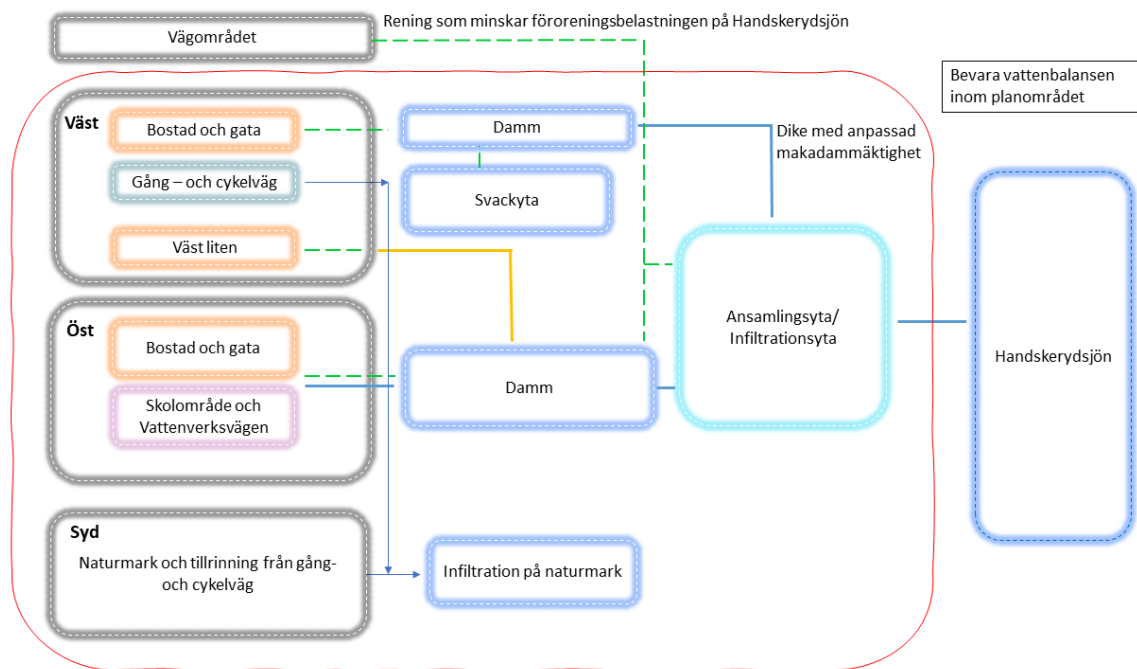 Rening som minskar föroreningsbelastningen på Handskerydsjön
Vägområdet
Bevara vattenbalansen
inom planområdet
Väst
Bostad och gata
Damm
Dike med anpassad
makadammäktighet
Gång – och cykelväg
Svackyta
Väst liten
Ansamlingsyta/
Infiltrationsyta
Handskerydsjön
Öst
Bostad och gata
Damm
Skolområde och
Vattenverksvägen
Syd
Naturmark och tillrinning från gång-
och cykelväg
Infiltration på naturmark